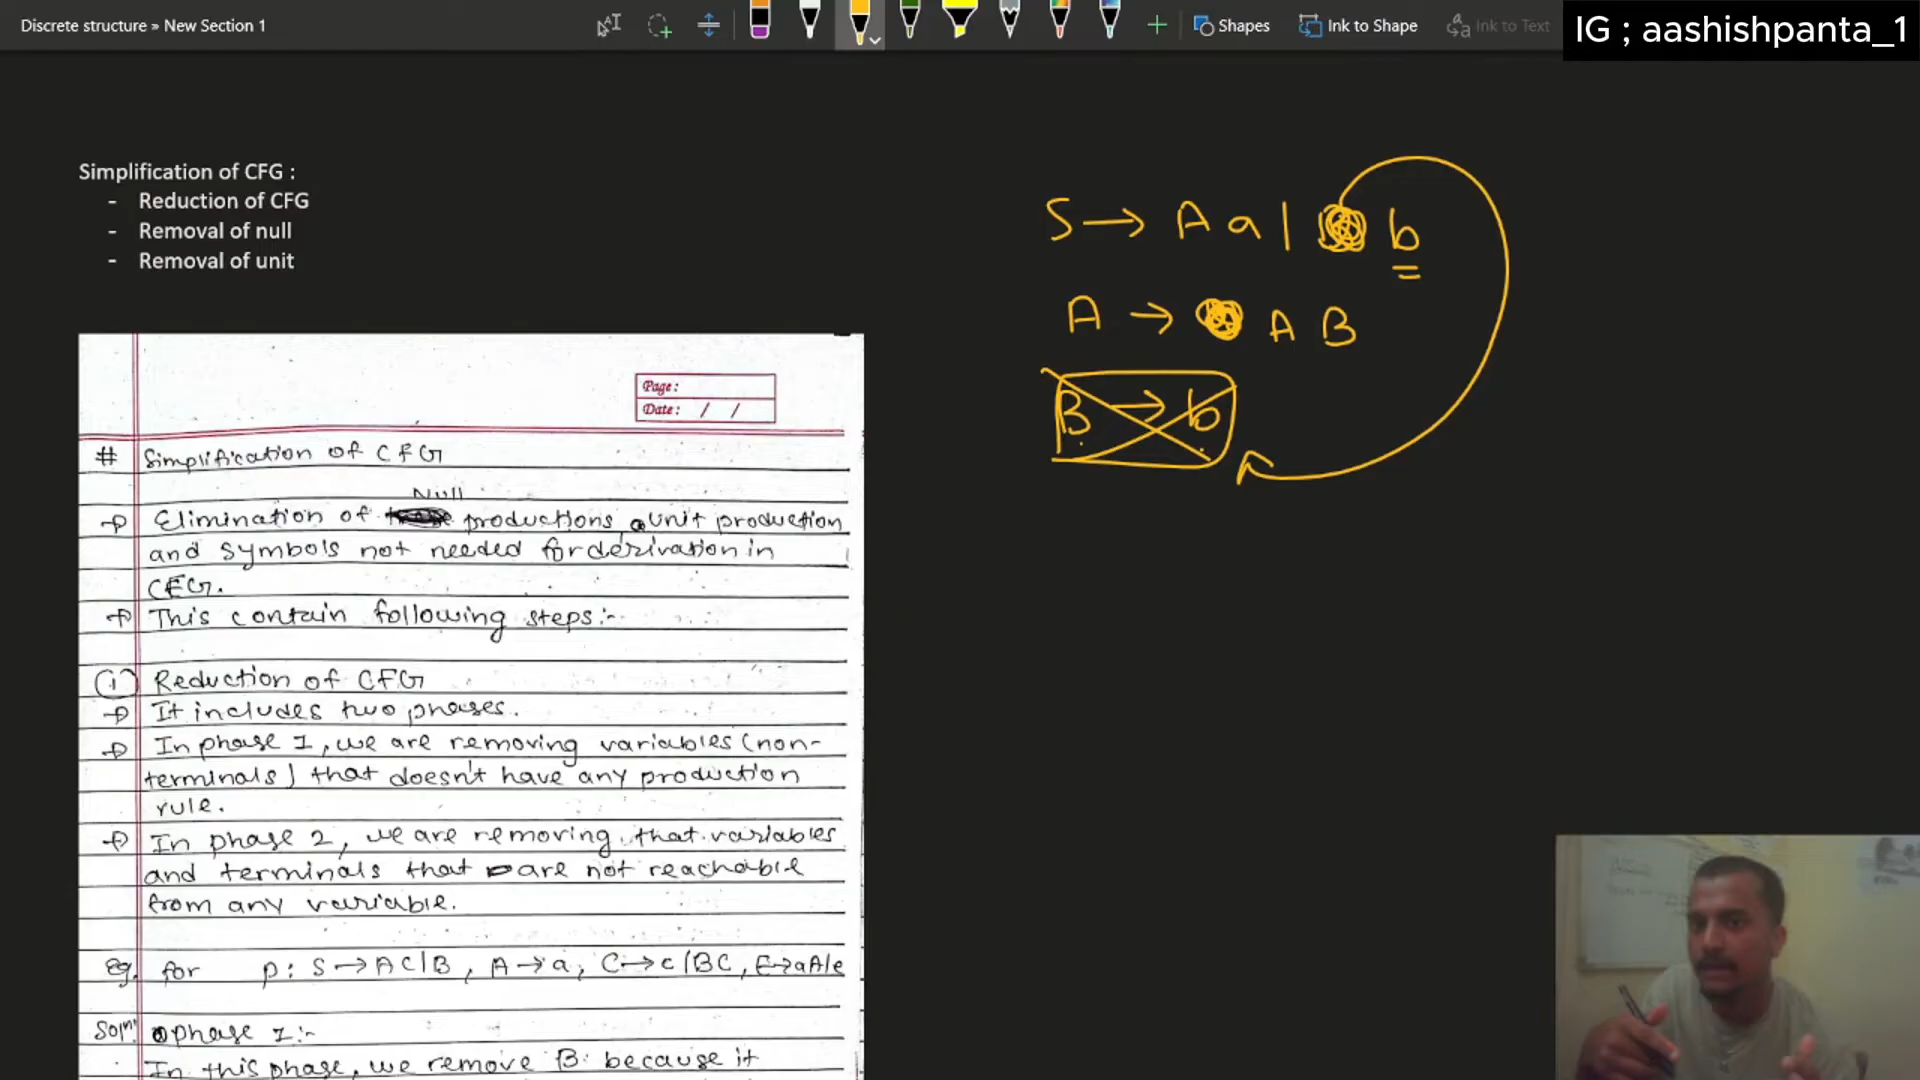 Discrete structure » New Section 1
Shapes
Ink to Shape
Ink to Text
IG ; aashishpanta_1
Simplification of CFG :
- Reduction of CFG
- Removal of null
- Removal of unit
S → A a | b
A → A B
B → b
Page:
Date: / /
# Simplification of CFG
Null
Elimination of productions, unit production
and symbols not needed for derivation in
CFG.
This contain following steps:-
(i) Reduction of CFG
It includes two phases.
In phase 1, we are removing variables (non-
terminals) that doesn't have any production
rule.
In phase 2, we are removing that variables
and terminals that are not reachable
from any variable.
Eg. for p: S→AC|B, A→a, C→c|BC, E→aA|e
Solⁿ: phase 1:-
In this phase, we remove B because it